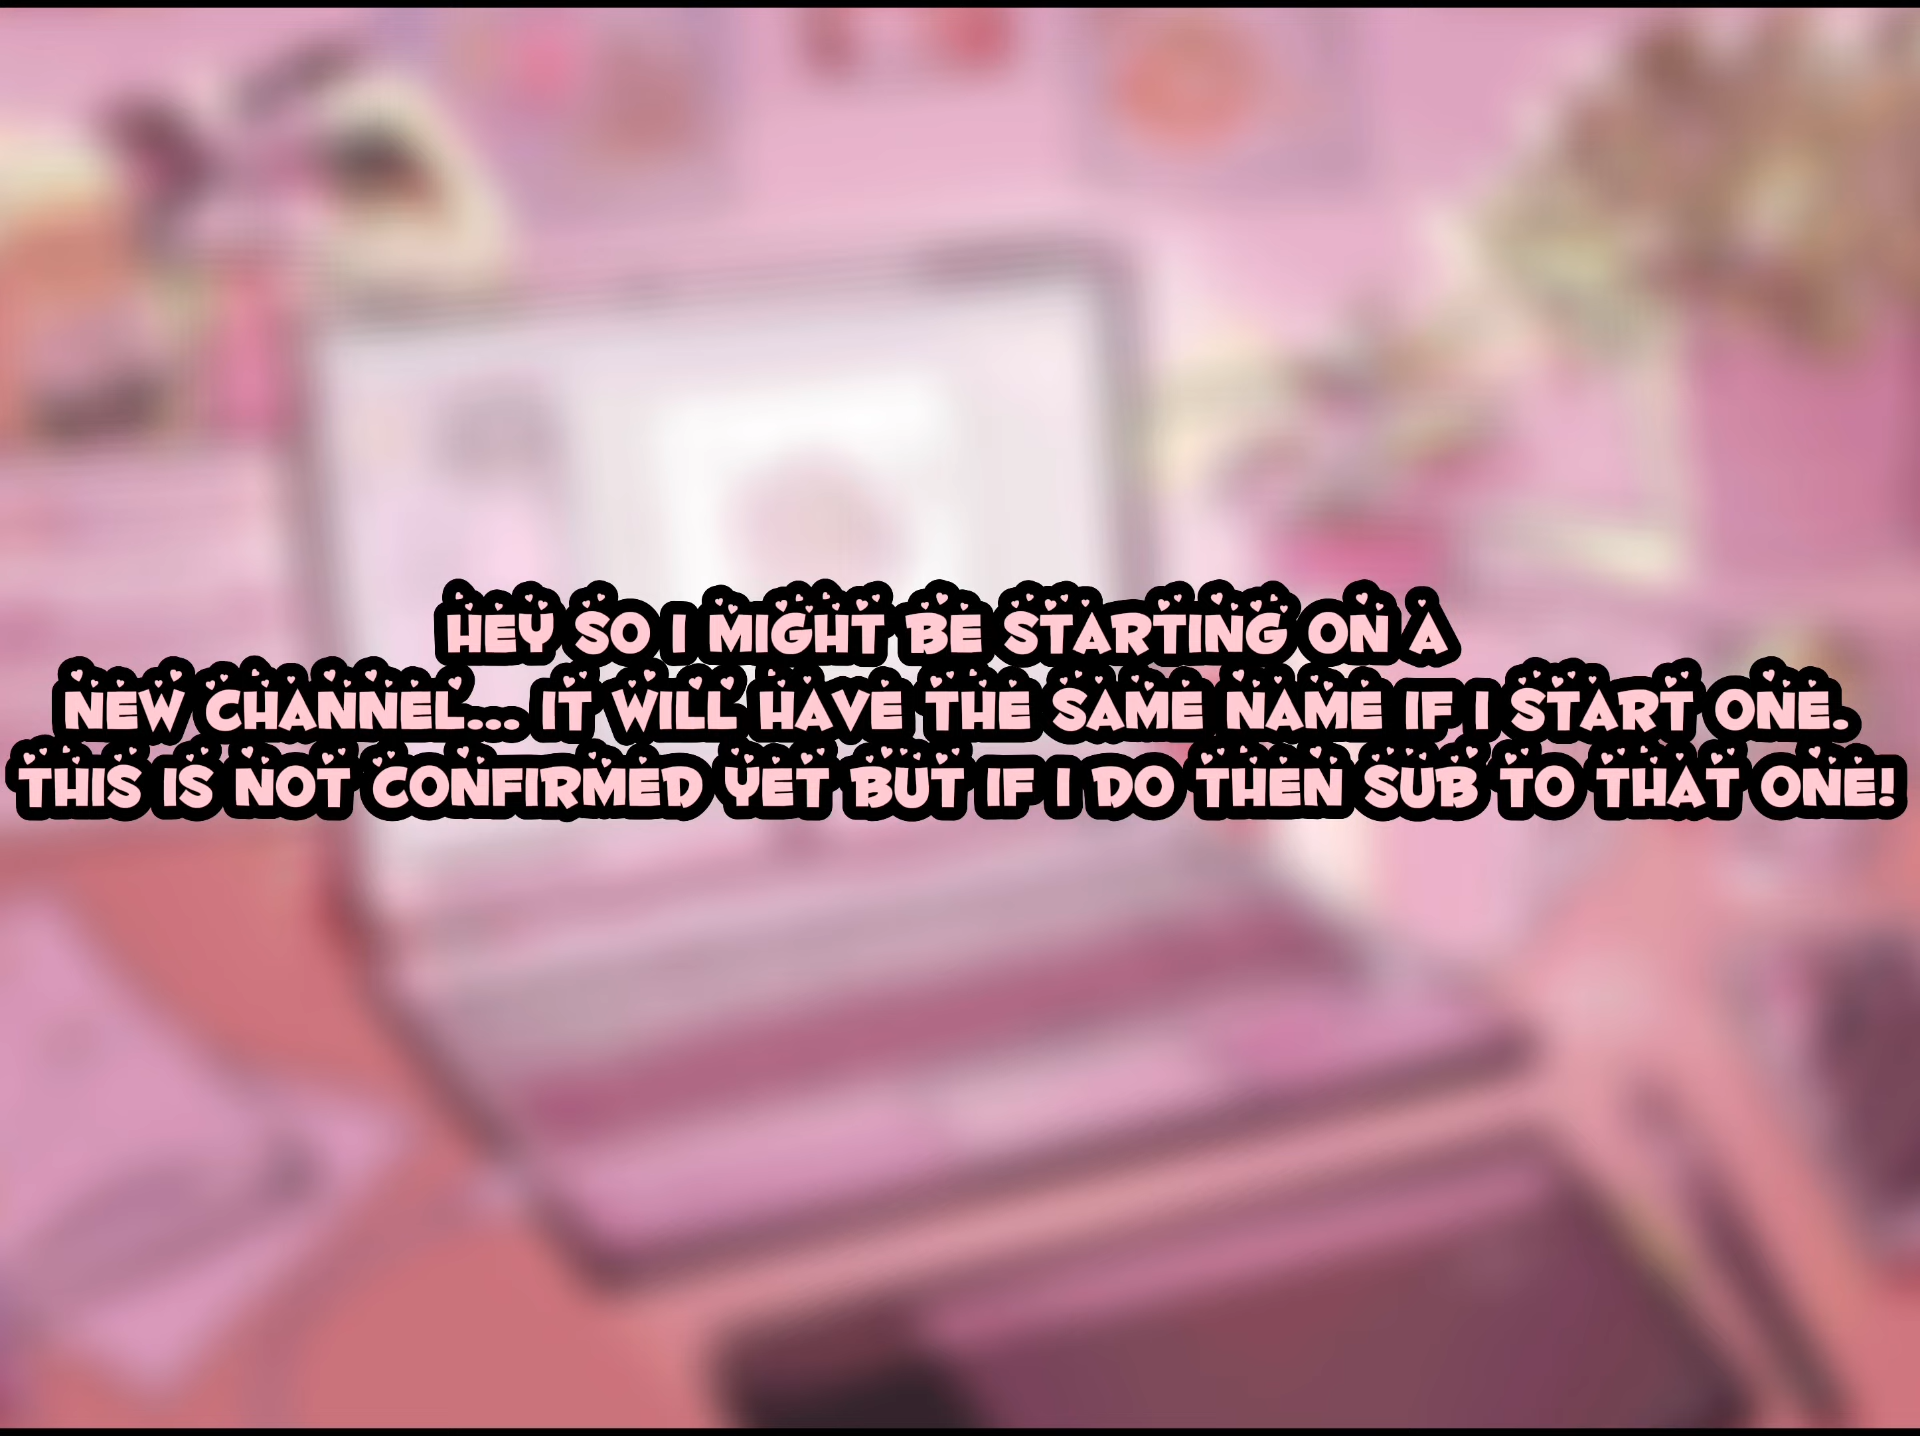 HEY SO I MIGHT BE STARTING ON A
NEW CHANNEL... IT WILL HAVE THE SAME NAME IF I START ONE.
THIS IS NOT CONFIRMED YET BUT IF I DO THEN SUB TO THAT ONE!